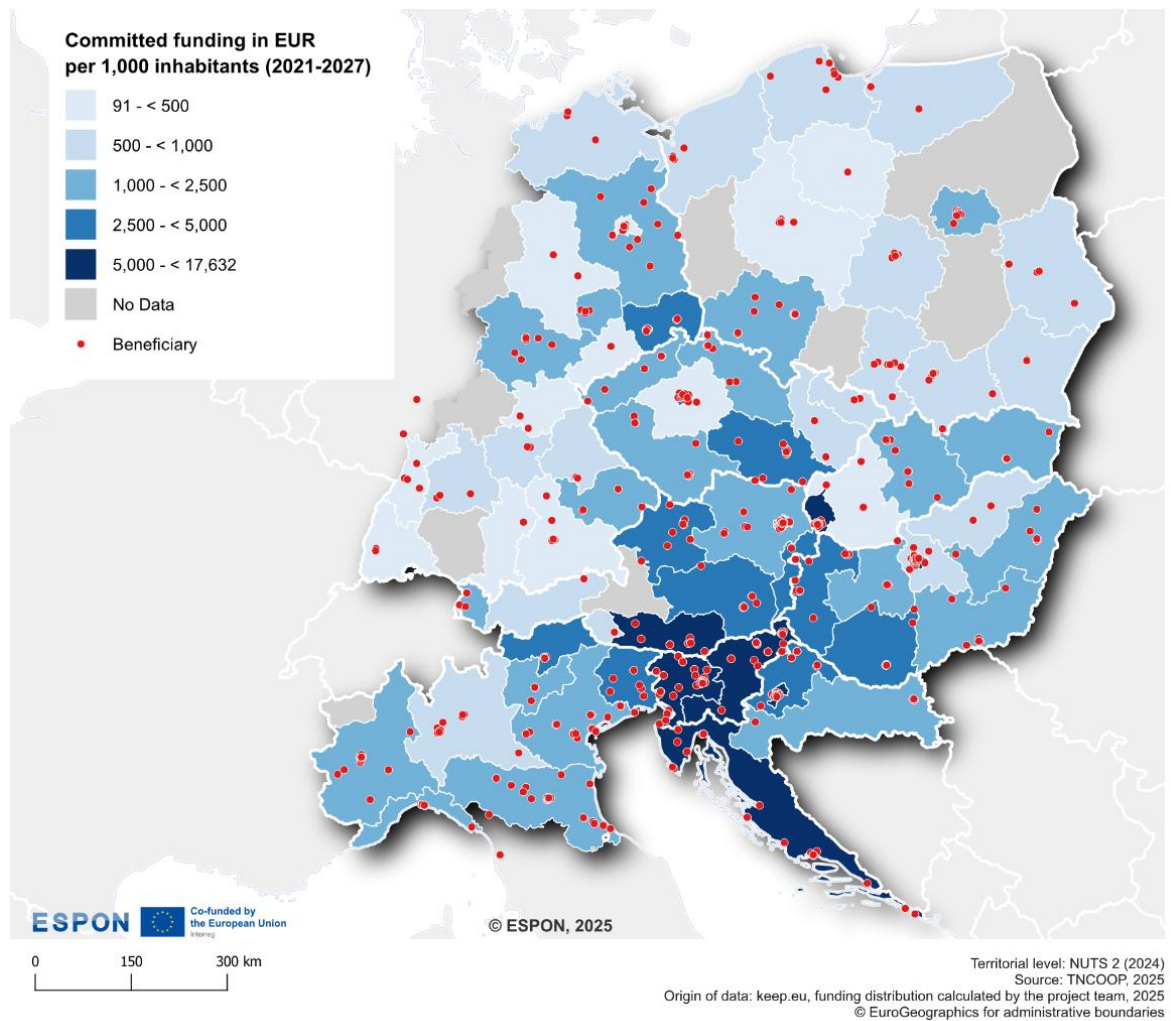 Committed funding in EUR
per 1,000 inhabitants (2021-2027)
91 - < 500
500 - < 1,000
1,000 - < 2,500
2,500 - < 5,000
5,000 - < 17,632
No Data
Beneficiary
ESPON
Co-funded by
the European Union
Interreg
© ESPON, 2025
0 150 300 km
Territorial level: NUTS 2 (2024)
Source: TNCOOP, 2025
Origin of data: keep.eu, funding distribution calculated by the project team, 2025
© EuroGeographics for administrative boundaries